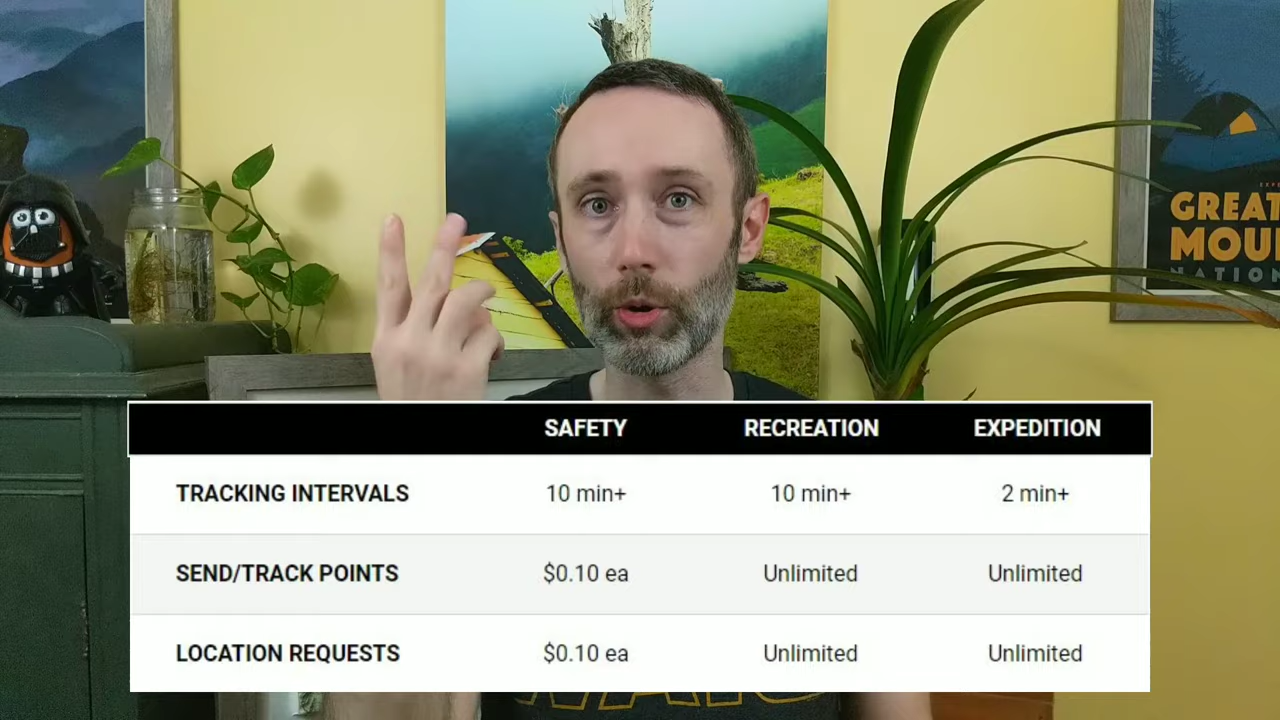 GREAT
MOU
NATION
SAFETY RECREATION EXPEDITION
TRACKING INTERVALS 10 min+ 10 min+ 2 min+
SEND/TRACK POINTS $0.10 ea Unlimited Unlimited
LOCATION REQUESTS $0.10 ea Unlimited Unlimited